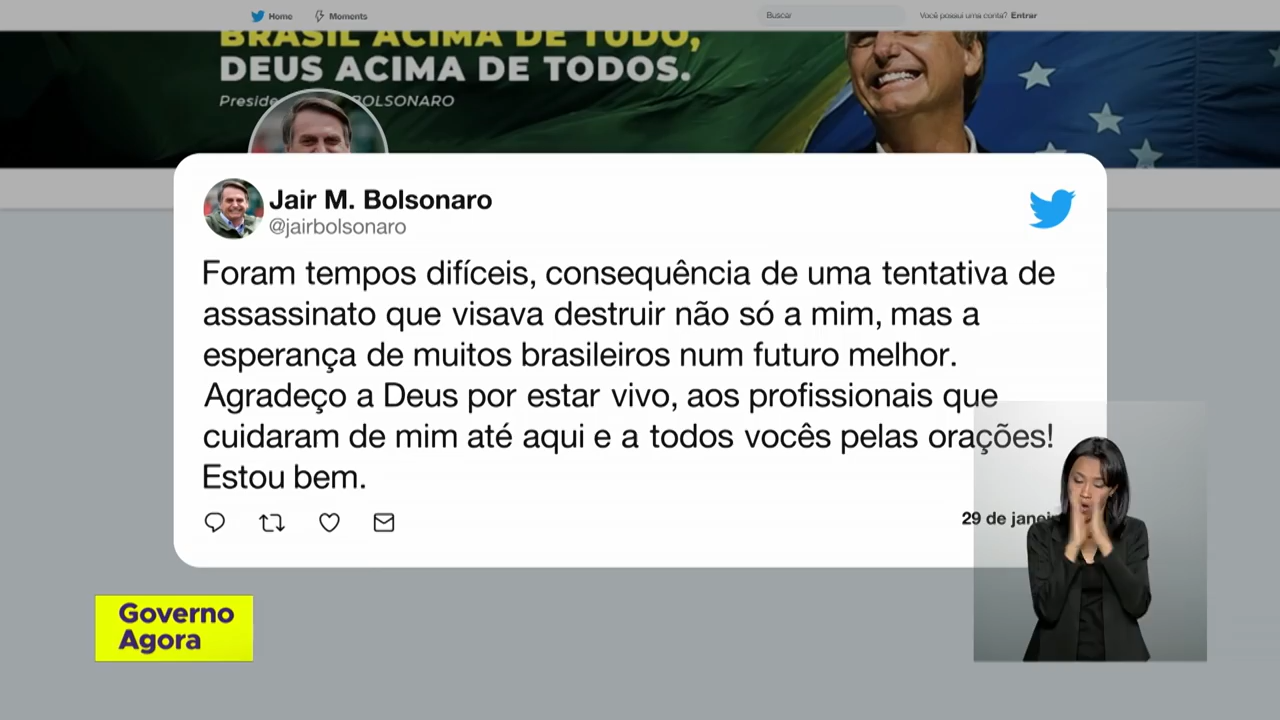 Home
Moments
Buscar
Você possui uma conta? Entrar
BRASIL ACIMA DE TUDO,
DEUS ACIMA DE TODOS.
BOLSONARO
Jair M. Bolsonaro
@jairbolsonaro
Foram tempos difíceis, consequência de uma tentativa de
assassinato que visava destruir não só a mim, mas a
esperança de muitos brasileiros num futuro melhor.
Agradeço a Deus por estar vivo, aos profissionais que
cuidaram de mim até aqui e a todos vocês pelas orações!
Estou bem.
29 de
Governo
Agora